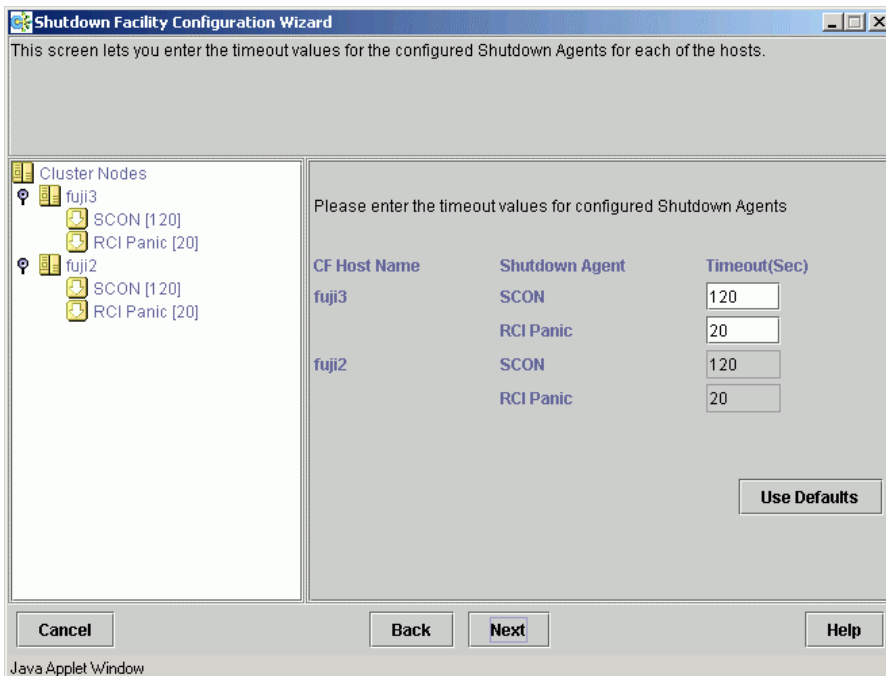 Shutdown Facility Configuration Wizard
This screen lets you enter the timeout values for the configured Shutdown Agents for each of the hosts.
Cluster Nodes
fuji3
SCON [120]
RCI Panic [20]
fuji2
SCON [120]
RCI Panic [20]
Please enter the timeout values for configured Shutdown Agents
CF Host Name Shutdown Agent Timeout(Sec)
fuji3 SCON 120
RCI Panic 20
fuji2 SCON 120
RCI Panic 20
Use Defaults
Cancel Back Next Help
Java Applet Window